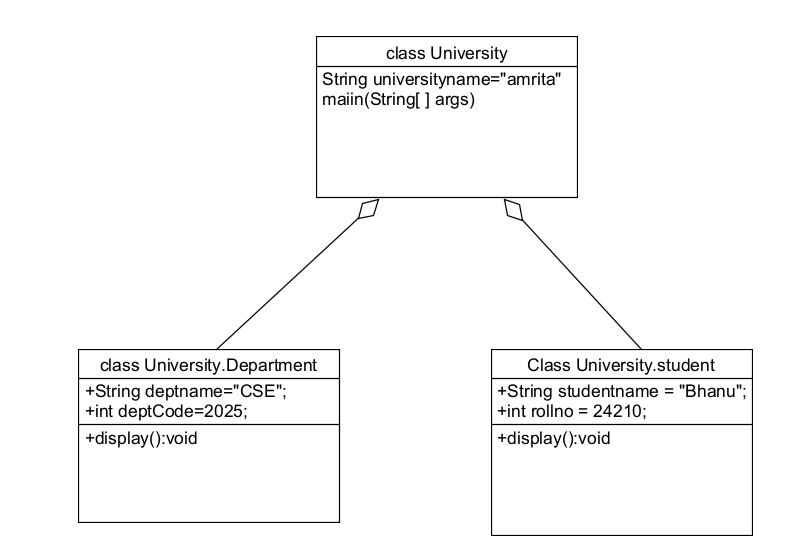 class University
String universityname="amrita"
maiin(String[ ] args)
class University.Department
+String deptname="CSE";
+int deptCode=2025;
+display():void
Class University.student
+String studentname = "Bhanu";
+int rollno = 24210;
+display():void